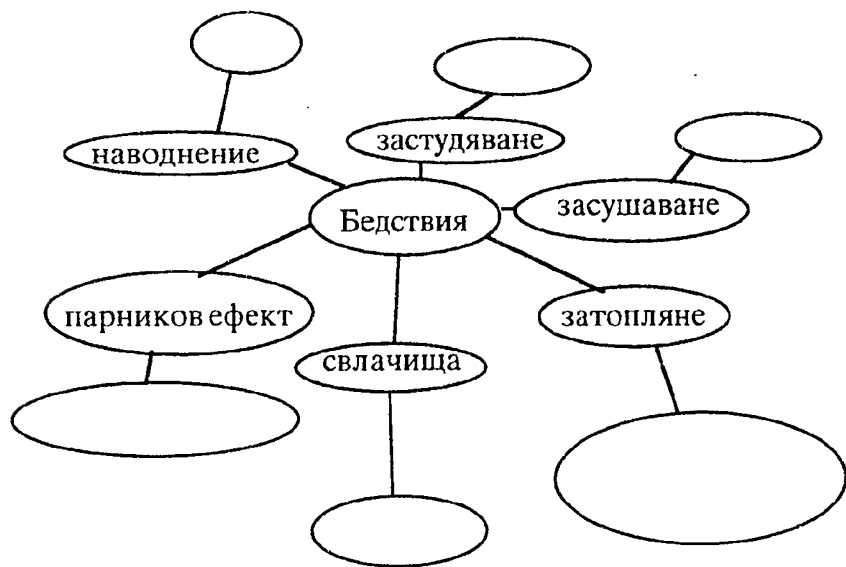 наводнение
застудяване
засушаване
Бедствия
парников ефект
свлачища
затопляне